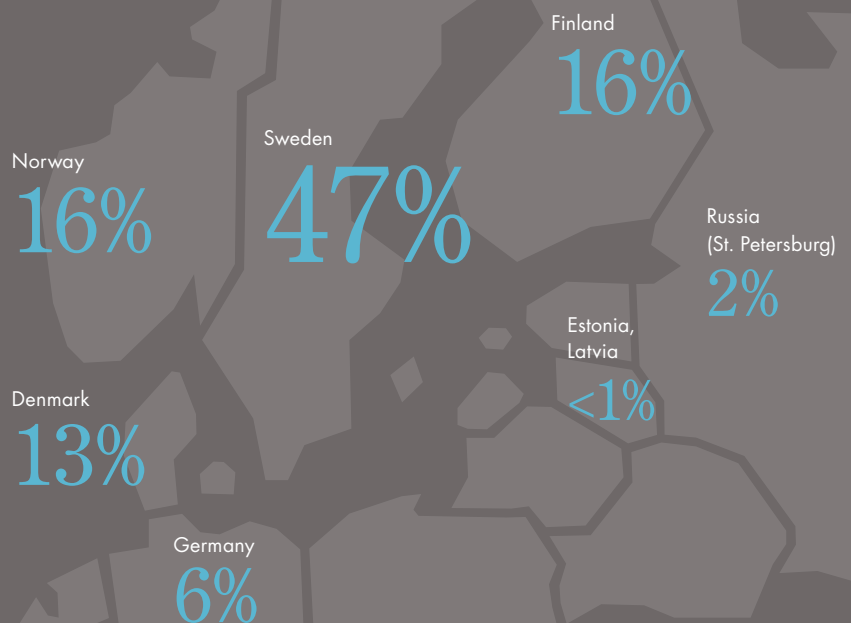 Finland
16%
Sweden
47%
Norway
16%
Russia
(St. Petersburg)
2%
Estonia,
Latvia
<1%
Denmark
13%
Germany
6%